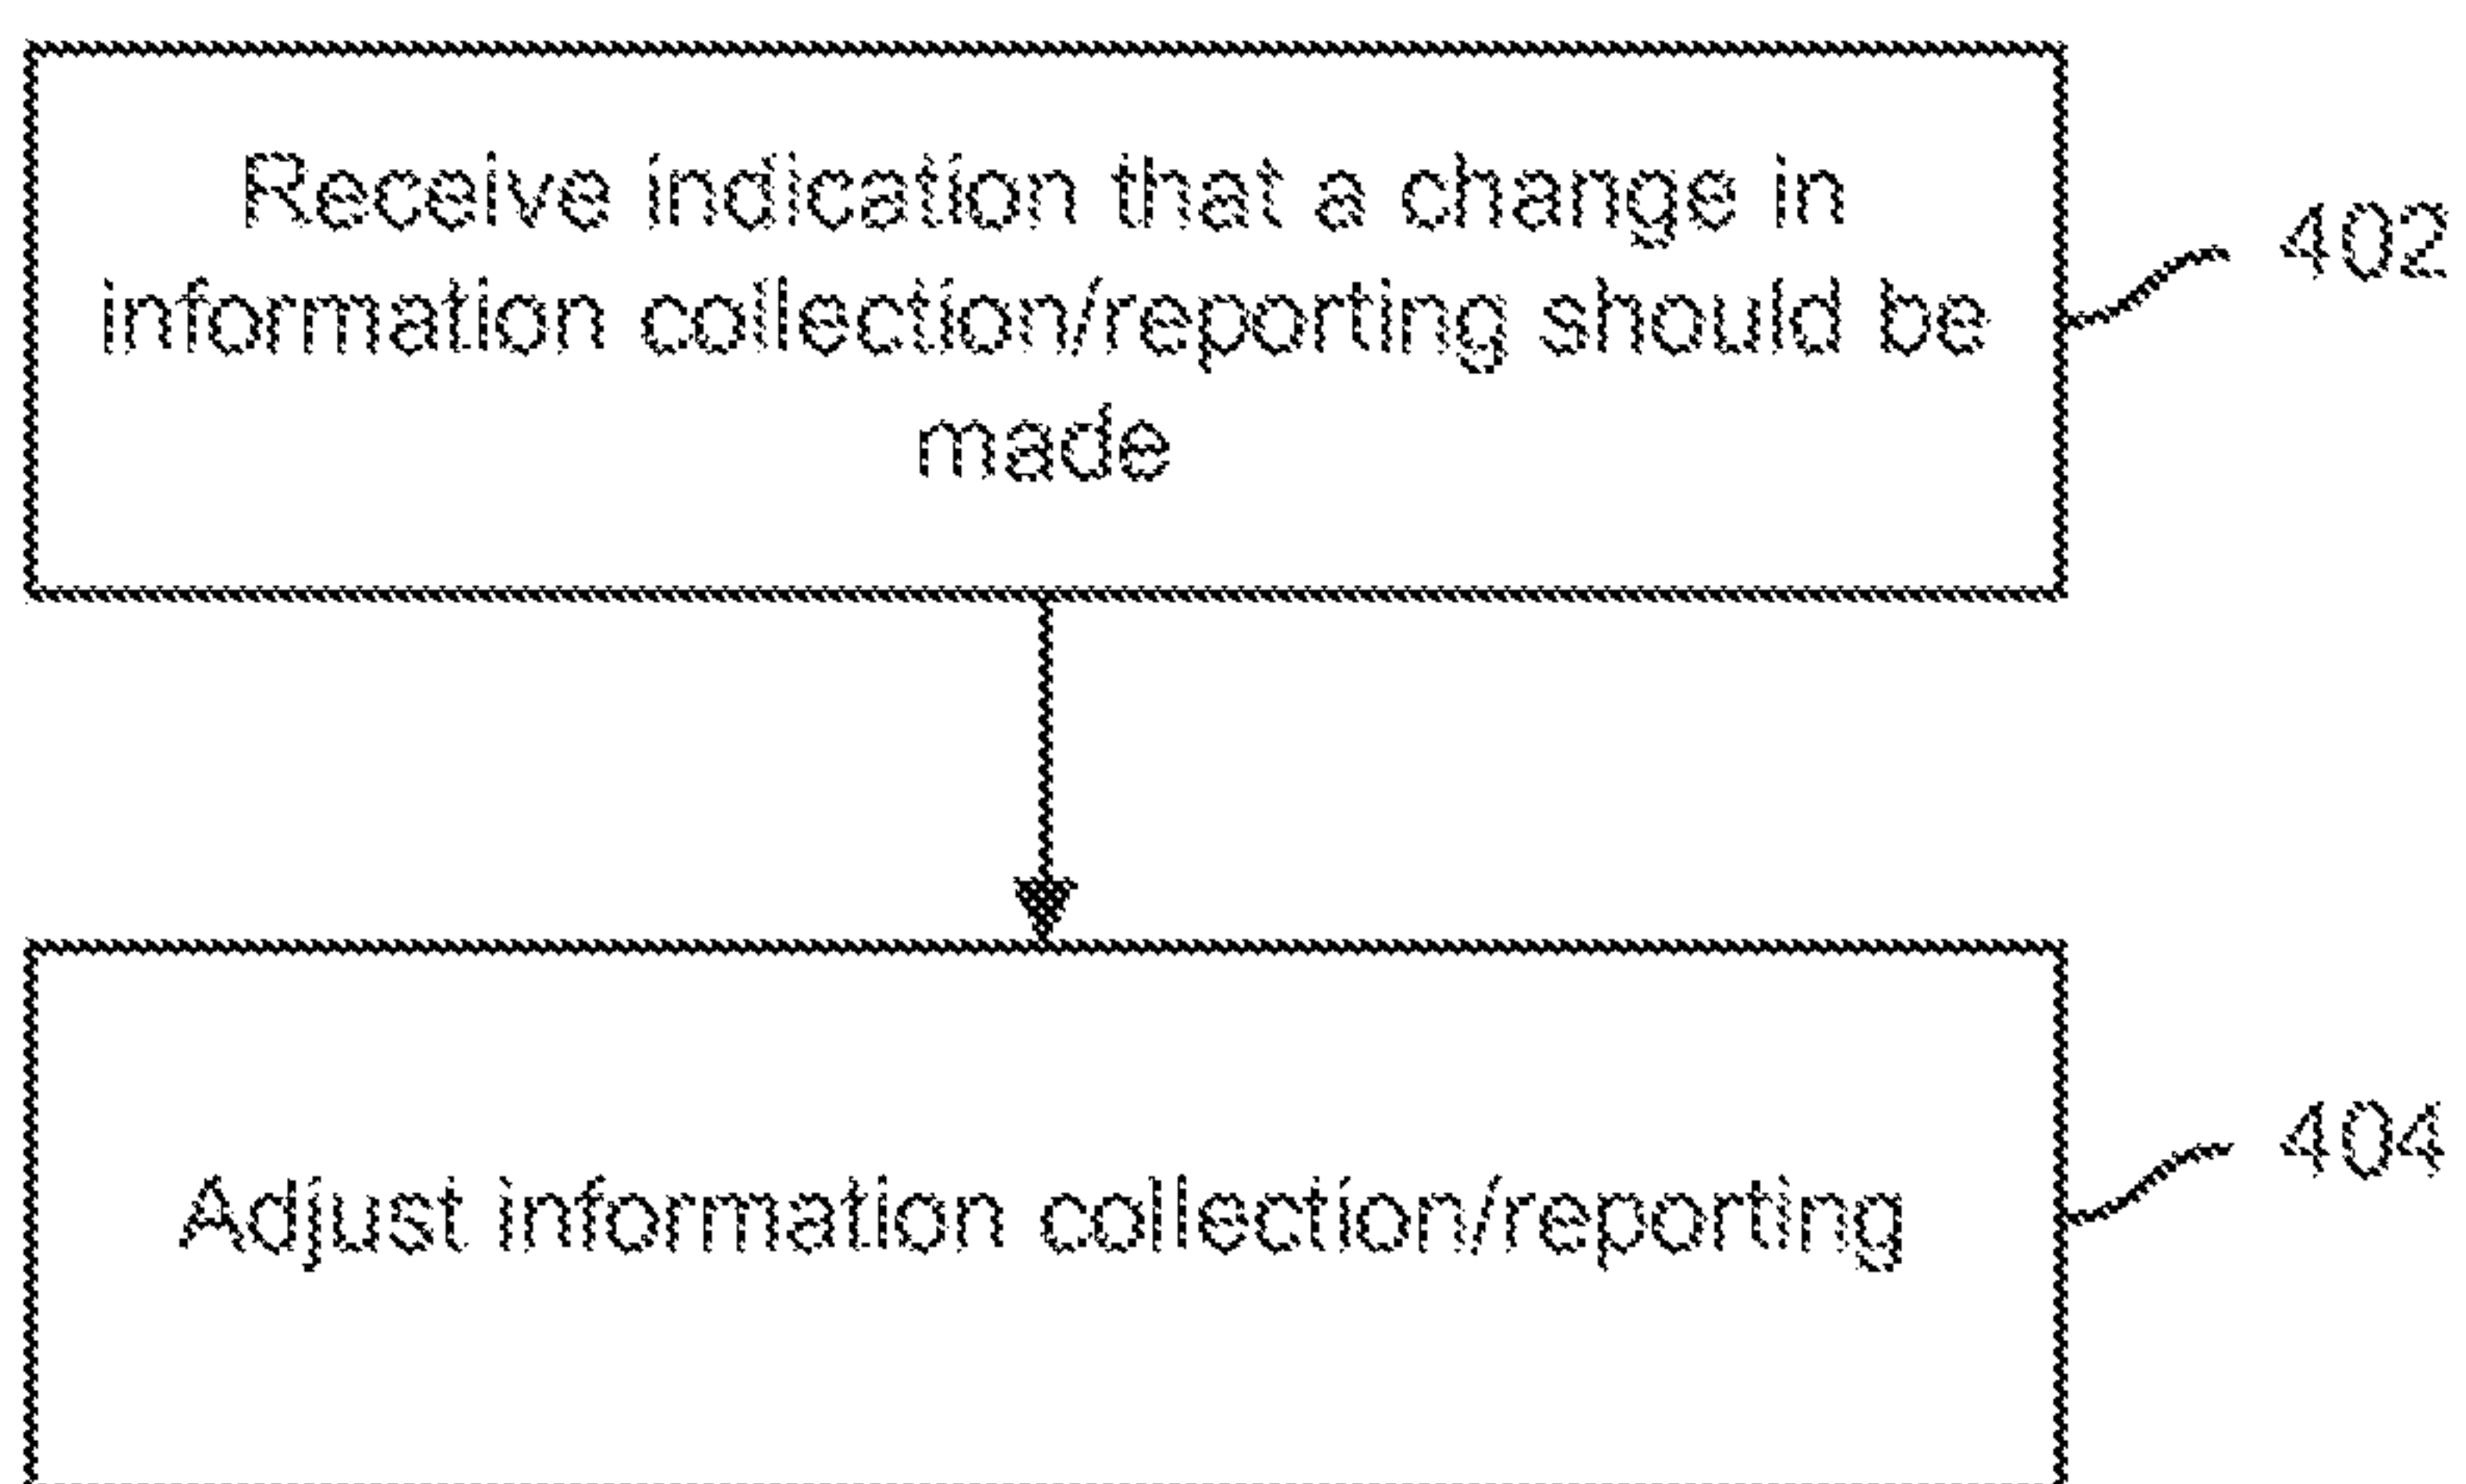 Receive indication that a change in
information collection/reporting should be
made
402
Adjust information collection/reporting
404